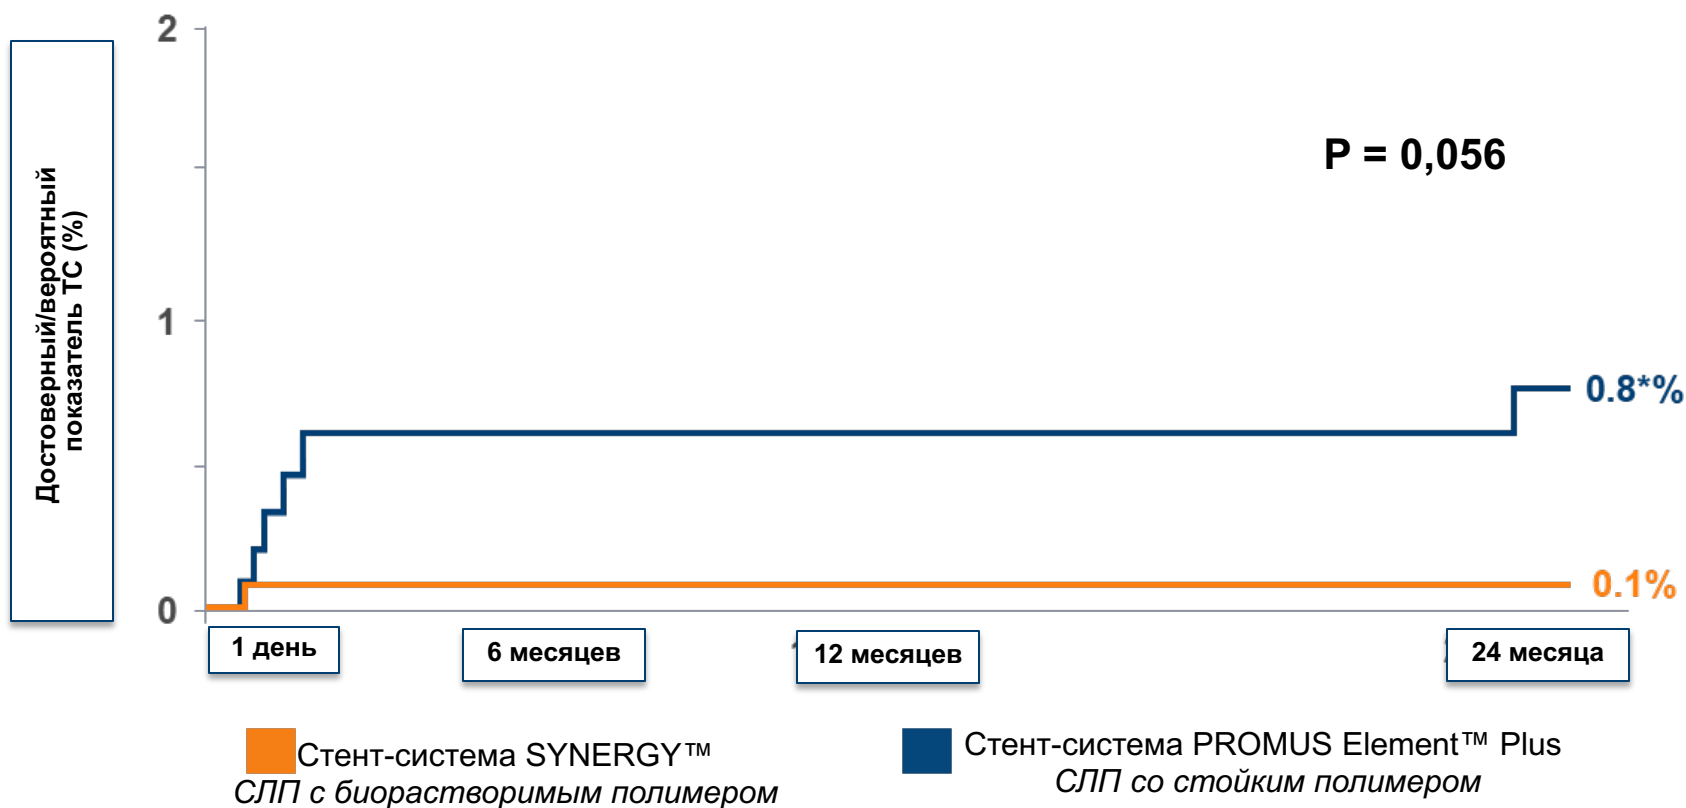 2
Достоверный/вероятный
показатель ТС (%)
P = 0,056
1
0.8*%
0.1%
0
1 день
6 месяцев
12 месяцев
24 месяца
Стент-система SYNERGY™
СЛП с биорастворимым полимером
Стент-система PROMUS Element™ Plus
СЛП со стойким полимером